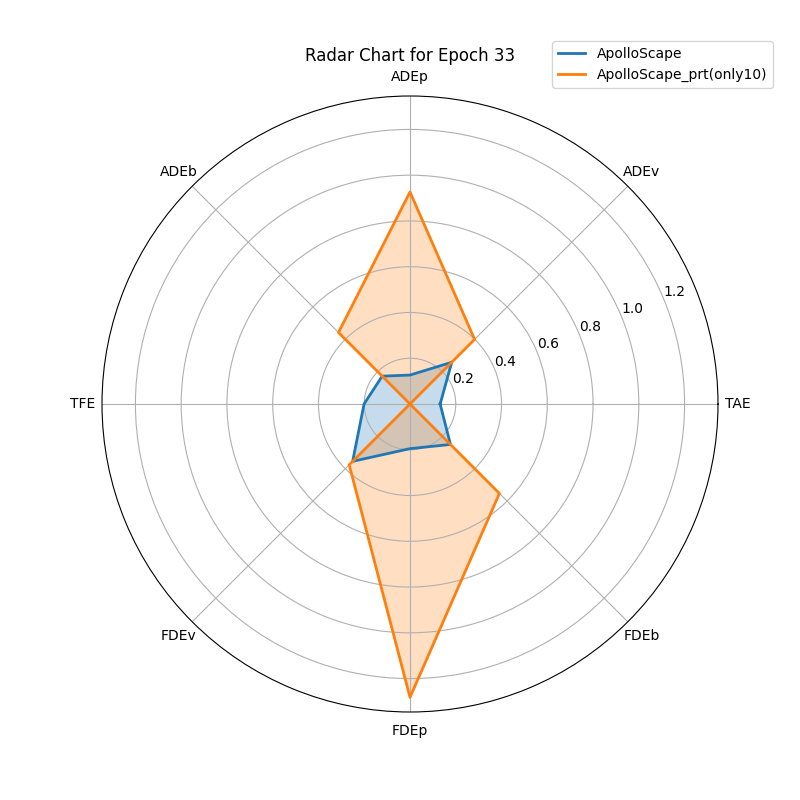 Radar Chart for Epoch 33
ApolloScape
ApolloScape_prt(only10)
ADEp
ADEb
ADEv
1.2
1.0
0.8
0.6
0.4
0.2
TFE
TAE
FDEv
FDEb
FDEp